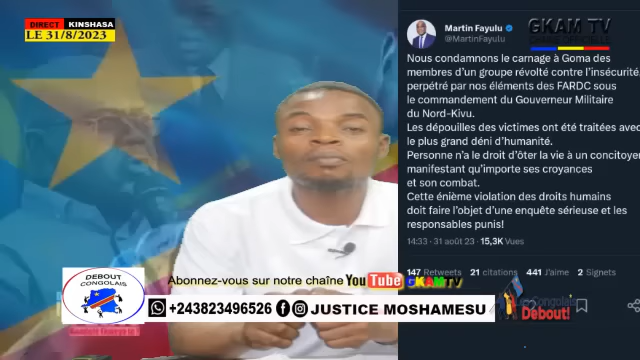 DIRECT KINSHASA
LE 31/8/2023
Martin Fayulu
@MartinFayulu
GKAM TV
Nous condamnons le carnage à Goma des
membres d'un groupe révolté contre l'insécurité,
perpétré par nos éléments des FARDC sous
le commandement du Gouverneur Militaire
du Nord-Kivu.
Les dépouilles des victimes ont été traitées avec
le plus grand déni d'humanité.
Personne n'a le droit d'ôter la vie à un concitoyen
manifestant qu'importe ses croyances
et son combat.
Cette énième violation des droits humains
doit faire l'objet d'une enquête sérieuse et les
responsables punis!
14:33 · 31 août 23 · 15,3K Vues
147 Retweets 21 citations 441 J'aime 2 Signets
DEBOUT
CONGOLAIS
Abonnez-vous sur notre chaîne YouTube GKAMTV
+243823496526 JUSTICE MOSHAMESU
Congolais
Débout!